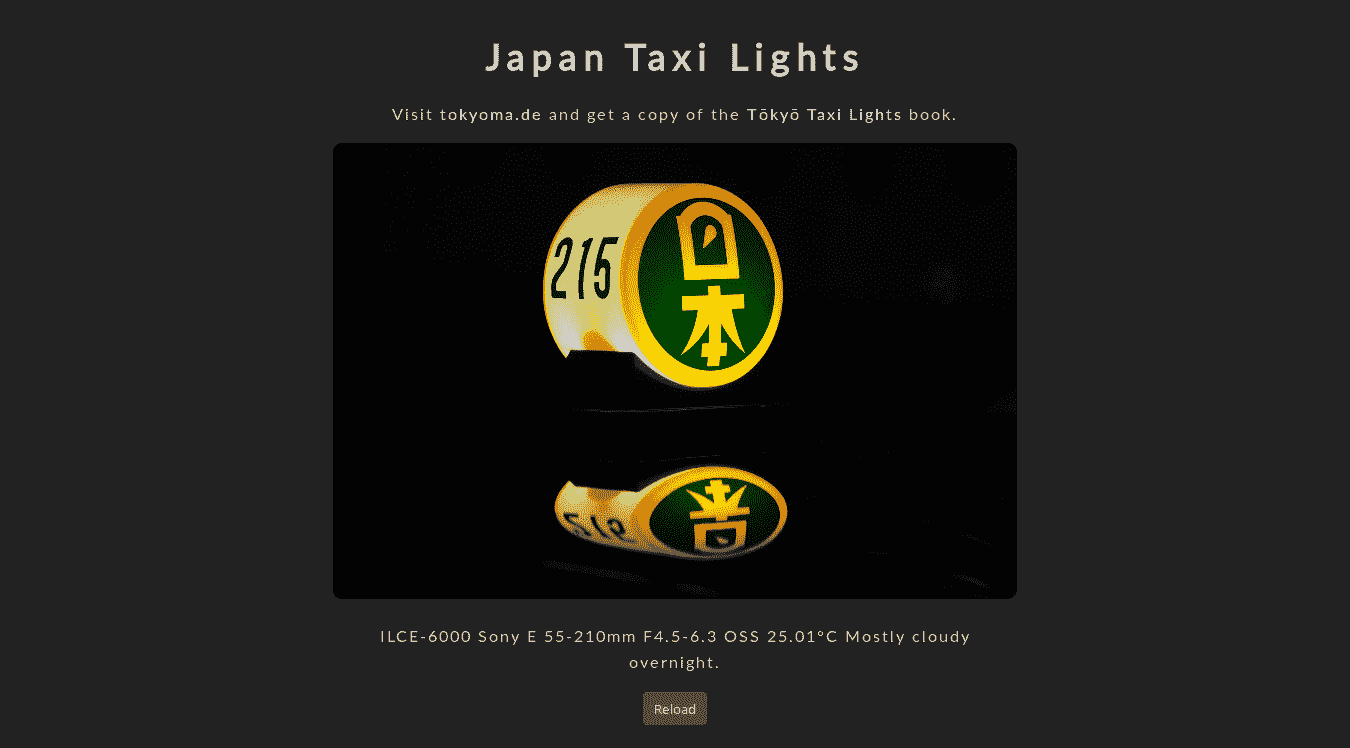 Japan Taxi Lights
Visit tokyoma.de and get a copy of the Tōkyō Taxi Lights book.
215
日
本
ILCE-6000 Sony E 55-210mm F4.5-6.3 OSS 25.01°C Mostly cloudy
overnight.
Reload